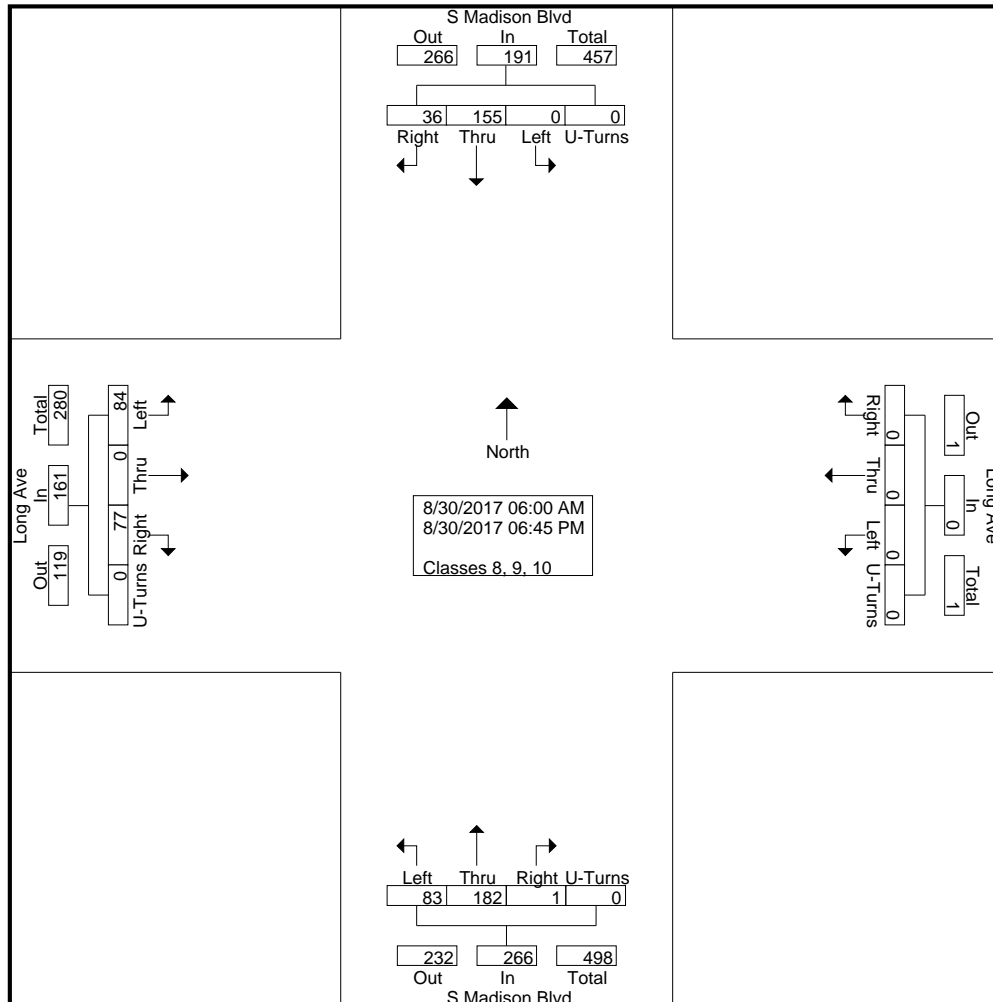 S Madison Blvd
Out In Total
266 191 457
36 155 0 0
Right Thru Left U-Turns
Long Ave
Total In Out
280 161 119
84 0 77 0
Left Thru Right U-Turns
North
8/30/2017 06:00 AM
8/30/2017 06:45 PM
Classes 8, 9, 10
Right Thru Left U-Turns
0 0 0 0
Out In Total
1 0 1
Long Ave
Left Thru Right U-Turns
83 182 1 0
232 266 498
Out In Total
S Madison Blvd